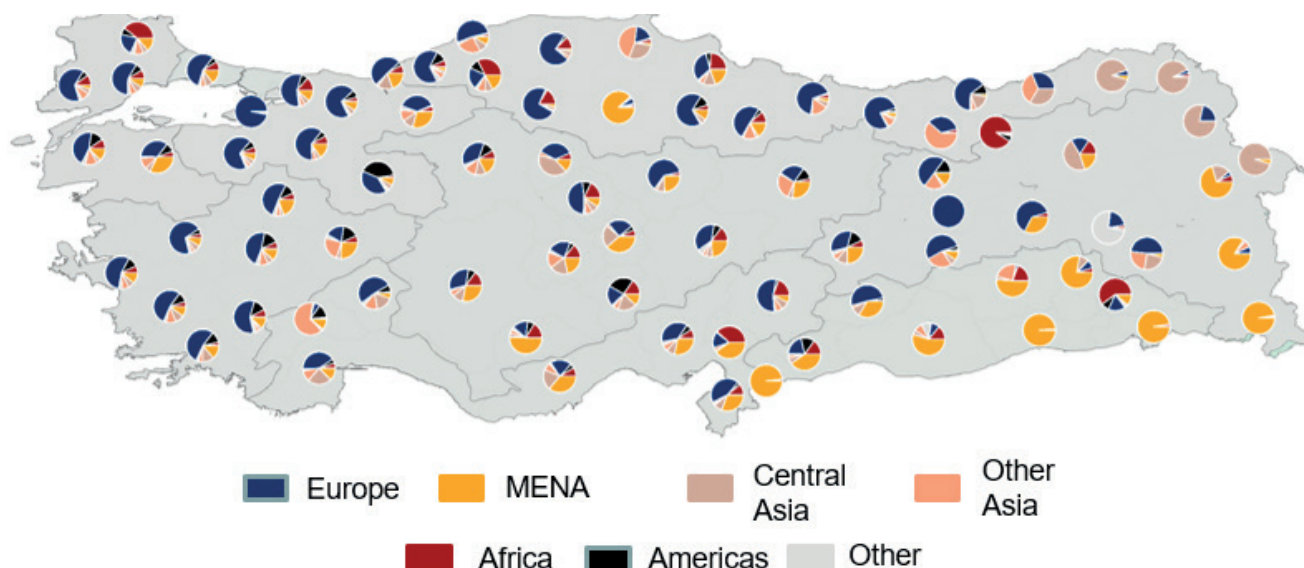 Europe
MENA
Central
Asia
Other
Asia
Africa
Americas
Other